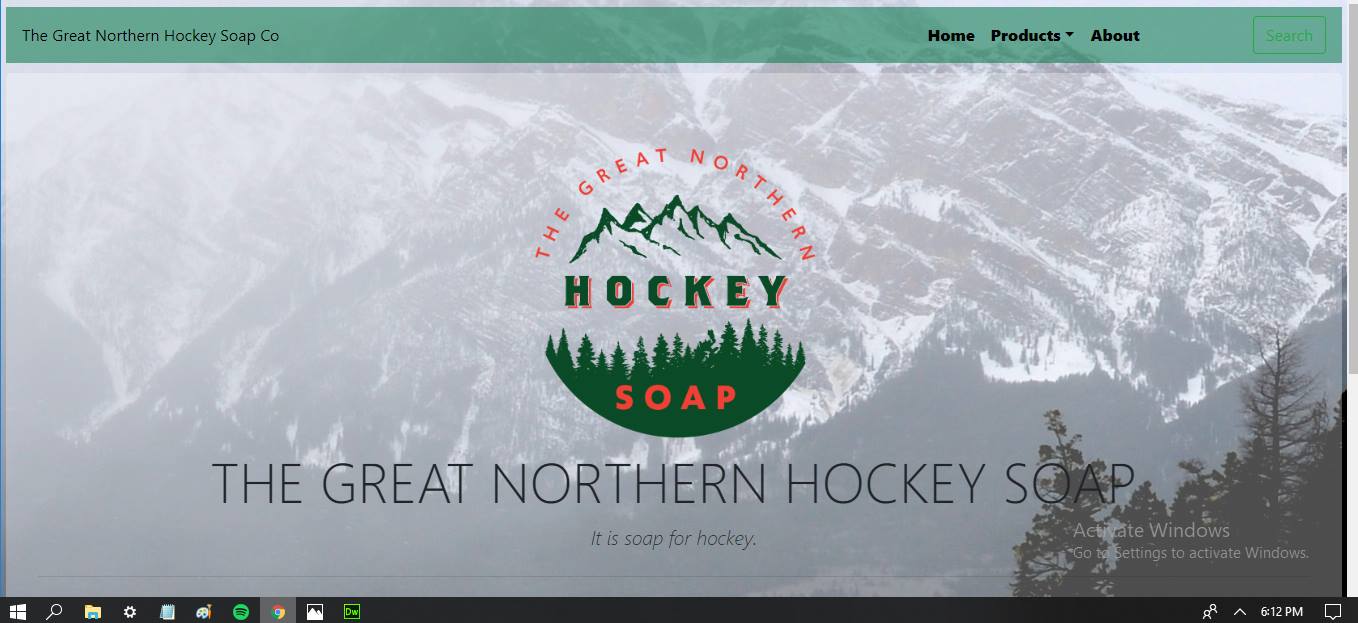 The Great Northern Hockey Soap Co
Home Products About
Search
THE GREAT NORTHERN
HOCKEY
SOAP
THE GREAT NORTHERN HOCKEY SOAP
It is soap for hockey.
Activate Windows
Go to Settings to activate Windows.
Dw
6:12 PM